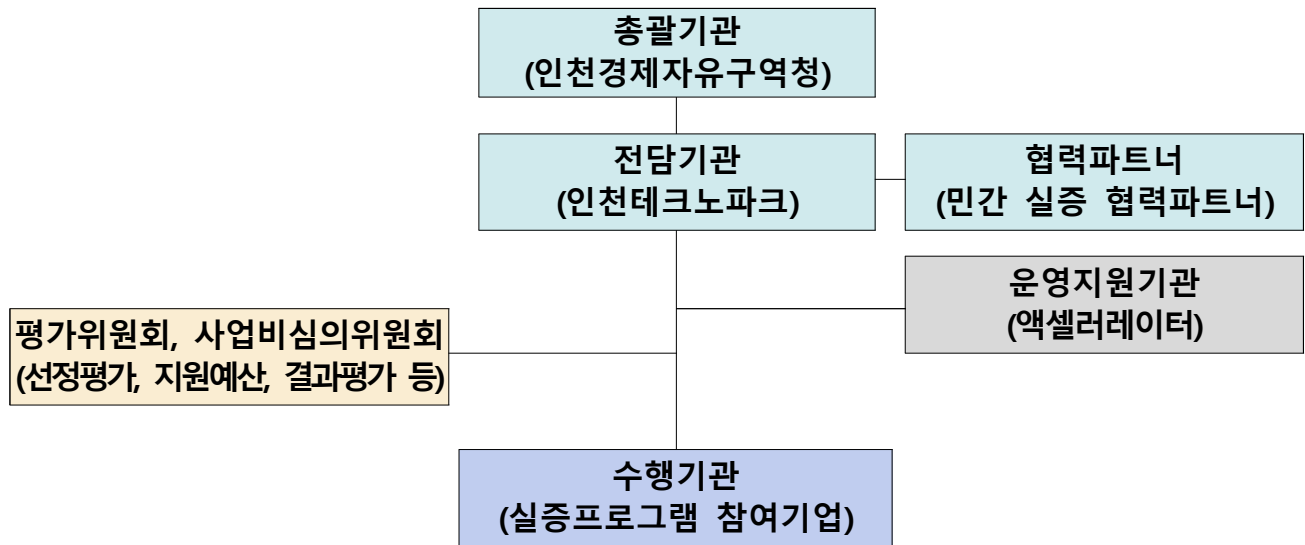 총괄기관
(인천경제자유구역청)
전담기관
(인천테크노파크)
협력파트너
(민간 실증 협력파트너)
운영지원기관
(액셀러레이터)
평가위원회, 사업비심의위원회
(선정평가, 지원예산, 결과평가 등)
수행기관
(실증프로그램 참여기업)